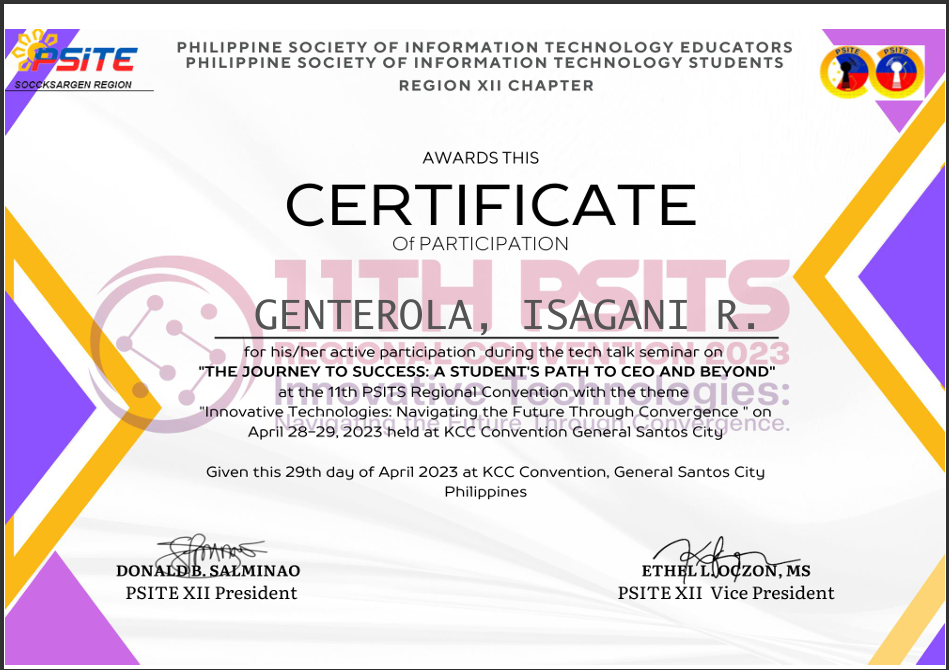 PSiTE
SOCCKSARGEN REGION
PHILIPPINE SOCIETY OF INFORMATION TECHNOLOGY EDUCATORS
PHILIPPINE SOCIETY OF INFORMATION TECHNOLOGY STUDENTS
REGION XII CHAPTER
PSITE
PSITS
AWARDS THIS
CERTIFICATE
Of PARTICIPATION
11TH PSITS
GENTEROLA, ISAGANI R.
REGIONAL CONVENTION 2023
for his/her active participation during the tech talk seminar on
"THE JOURNEY TO SUCCESS: A STUDENT'S PATH TO CEO AND BEYOND"
Innovative Technologies:
at the 11th PSITS Regional Convention with the theme
"Innovative Technologies: Navigating the Future Through Convergence " on
Navigating the Future Through Convergence.
April 28–29, 2023 held at KCC Convention General Santos City
Given this 29th day of April 2023 at KCC Convention, General Santos City
Philippines
DONALD B. SALMINAO
PSITE XII President
ETHEL L. OCZON, MS
PSITE XII Vice President